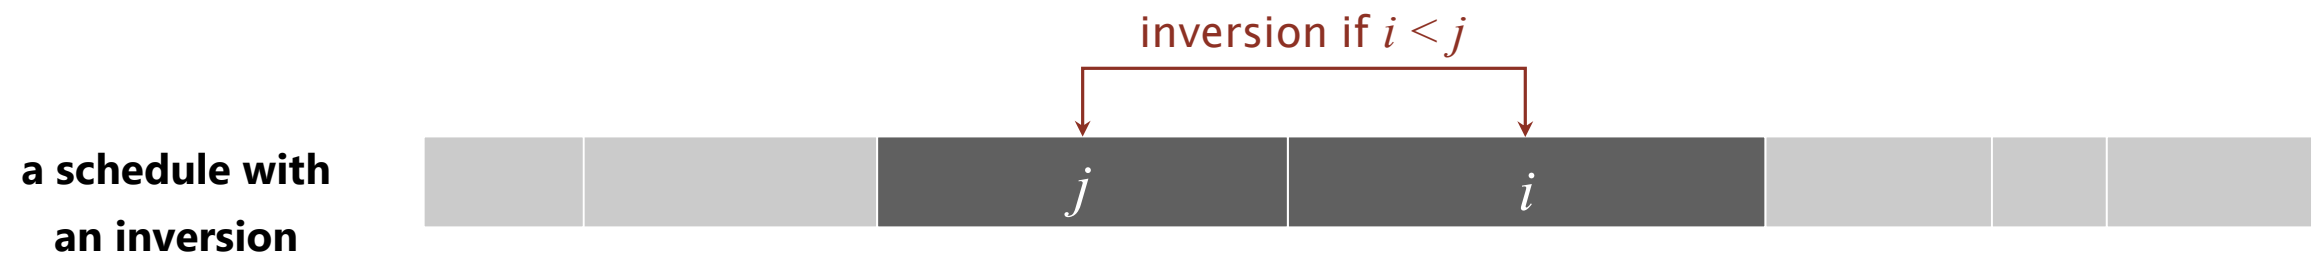 inversion if i < j
a schedule with
an inversion
j
i